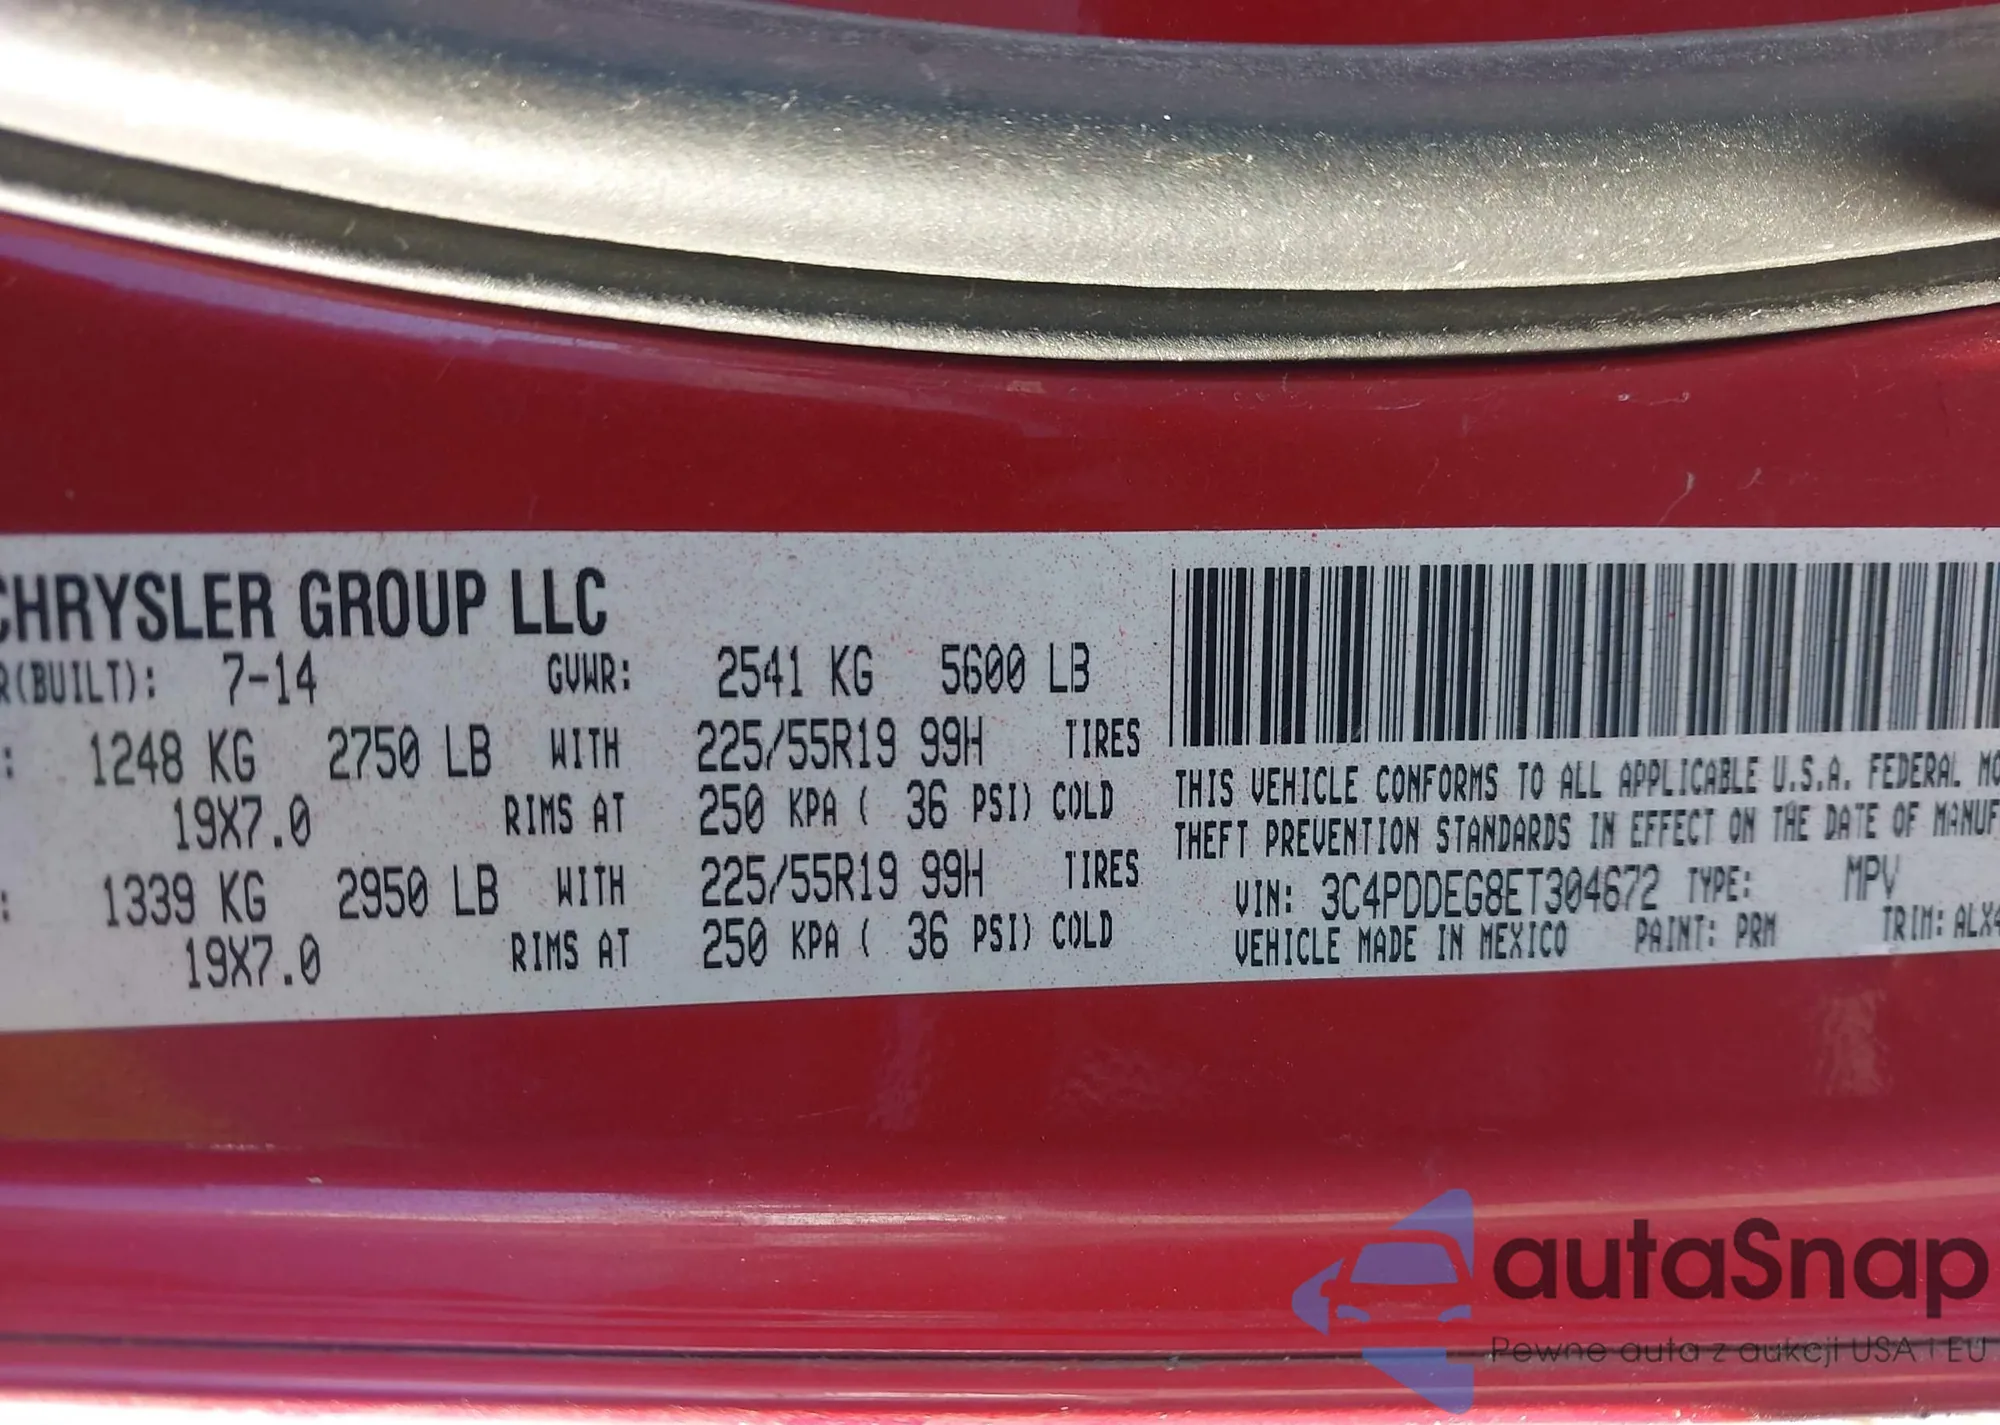 CHRYSLER GROUP LLC
R(BUILT): 7-14 GVWR: 2541 KG 5600 LB
: 1248 KG 2750 LB WITH 225/55R19 99H TIRES
19X7.0 RIMS AT 250 KPA ( 36 PSI) COLD
: 1339 KG 2950 LB WITH 225/55R19 99H TIRES
19X7.0 RIMS AT 250 KPA ( 36 PSI) COLD
THIS VEHICLE CONFORMS TO ALL APPLICABLE U.S.A. FEDERAL MO
THEFT PREVENTION STANDARDS IN EFFECT ON THE DATE OF MANUF
VIN: 3C4PDDEG8ET304672 TYPE: MPV
VEHICLE MADE IN MEXICO PAINT: PRM TRIM: ALX4
autaSnap
Pewne auta z aukcji USA i EU